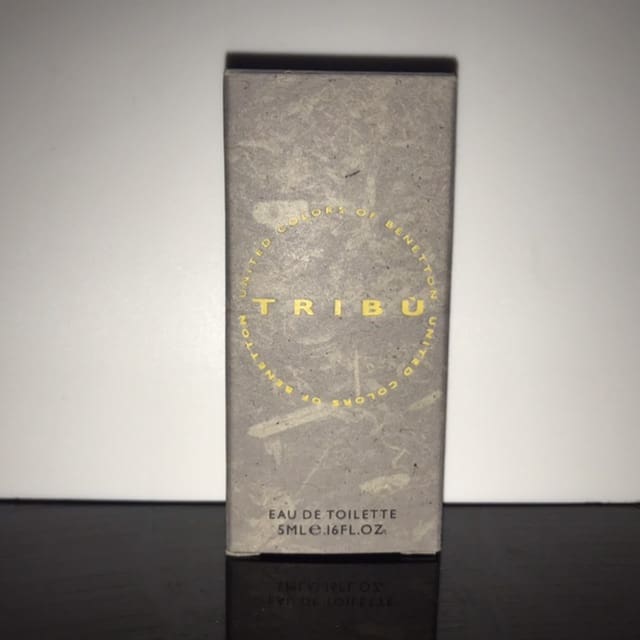 UNITED COLORS OF BENETTON UNITED COLORS OF BENETTON
TRIBÙ
EAU DE TOILETTE
5ML℮.16FL.OZ.